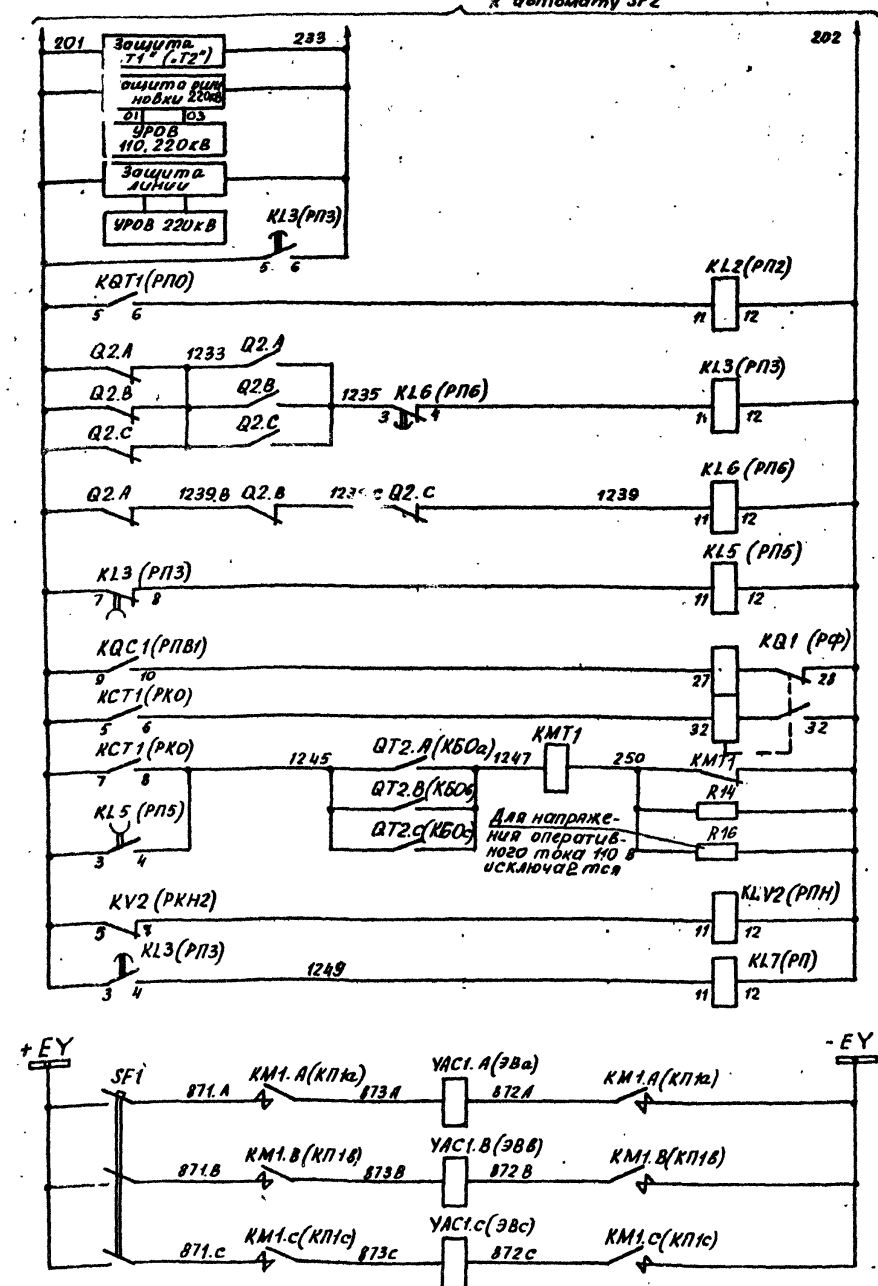 к автомату SF2
201
Защита
"Т1" („Т2")
233
202
новки 220кВ
01 03
УРОВ
110, 220кВ
Защита
линии
УРОВ 220кВ
KL3(РП3)
5 6
KQT1(РПО)
5 6
KL2(РП2)
11 12
Q2.A
1233
Q2.A
Q2.B
Q2.B
Q2.C
Q2.C
1235
KL6(РП6)
3 4
KL3(РП3)
11 12
Q2.A
1239.B
Q2.B
Q2.C
1239
KL6(РП6)
11 12
KL3(РП3)
7 8
KL5(РП5)
11 12
KQC1(РПВ1)
9 10
27
KQ1(РФ)
28
KCT1(РКО)
5 6
32
32
KCT1(РКО)
7 8
1245
QT2.A(КБОа)
QT2.B(КБОв)
QT2.C(КБОс)
1247
KMT1
250
KMT1
R14
R16
KL5(РП5)
3 4
Для напряже-
ния оператив-
ного тока 110 В
исключается
KV2(РКН2)
5 7
KLV2(РПН)
11 12
KL3(РП3)
3 4
1249
KL7(РП)
11 12
+EY
-EY
SF1
871.A
KM1.A(КП1а)
873A
YAC1.A(ЭВа)
872A
KM1.A(КП1а)
871.B
KM1.B(КП1в)
873B
YAC1.B(ЭВв)
872B
KM1.B(КП1в)
871.C
KM1.C(КП1с)
873C
YAC1.C(ЭВс)
872C
KM1.C(КП1с)